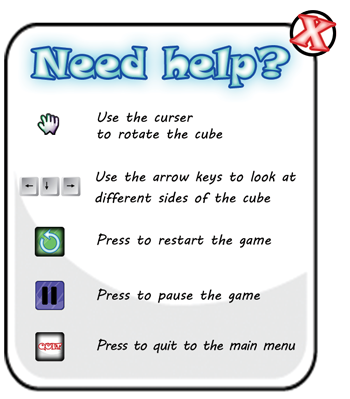 X
Need help?
Use the curser
to rotate the cube
Use the arrow keys to look at
different sides of the cube
Press to restart the game
Press to pause the game
Press to quit to the main menu